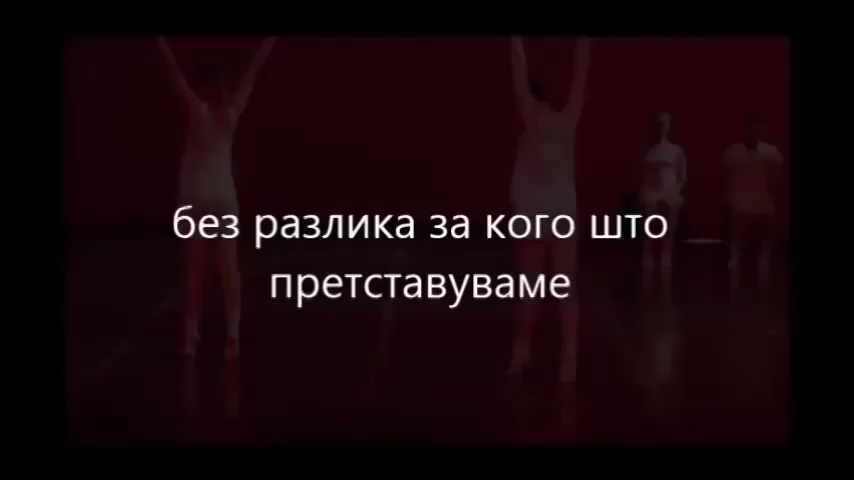 без разлика за кого што
претставуваме